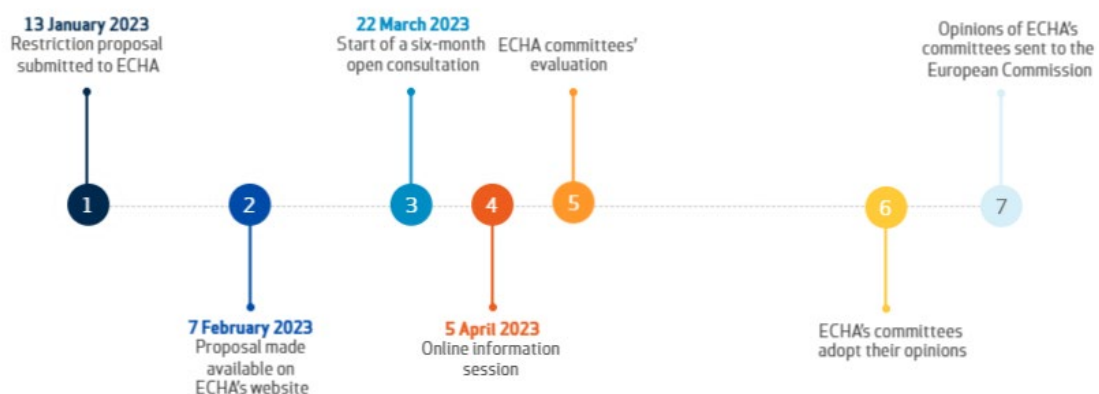 13 January 2023
Restriction proposal
submitted to ECHA
22 March 2023
Start of a six-month
open consultation
ECHA committees'
evaluation
Opinions of ECHA's
committees sent to the
European Commission
1
2
3
4
5
6
7
7 February 2023
Proposal made
available on
ECHA's website
5 April 2023
Online information
session
ECHA's committees
adopt their opinions